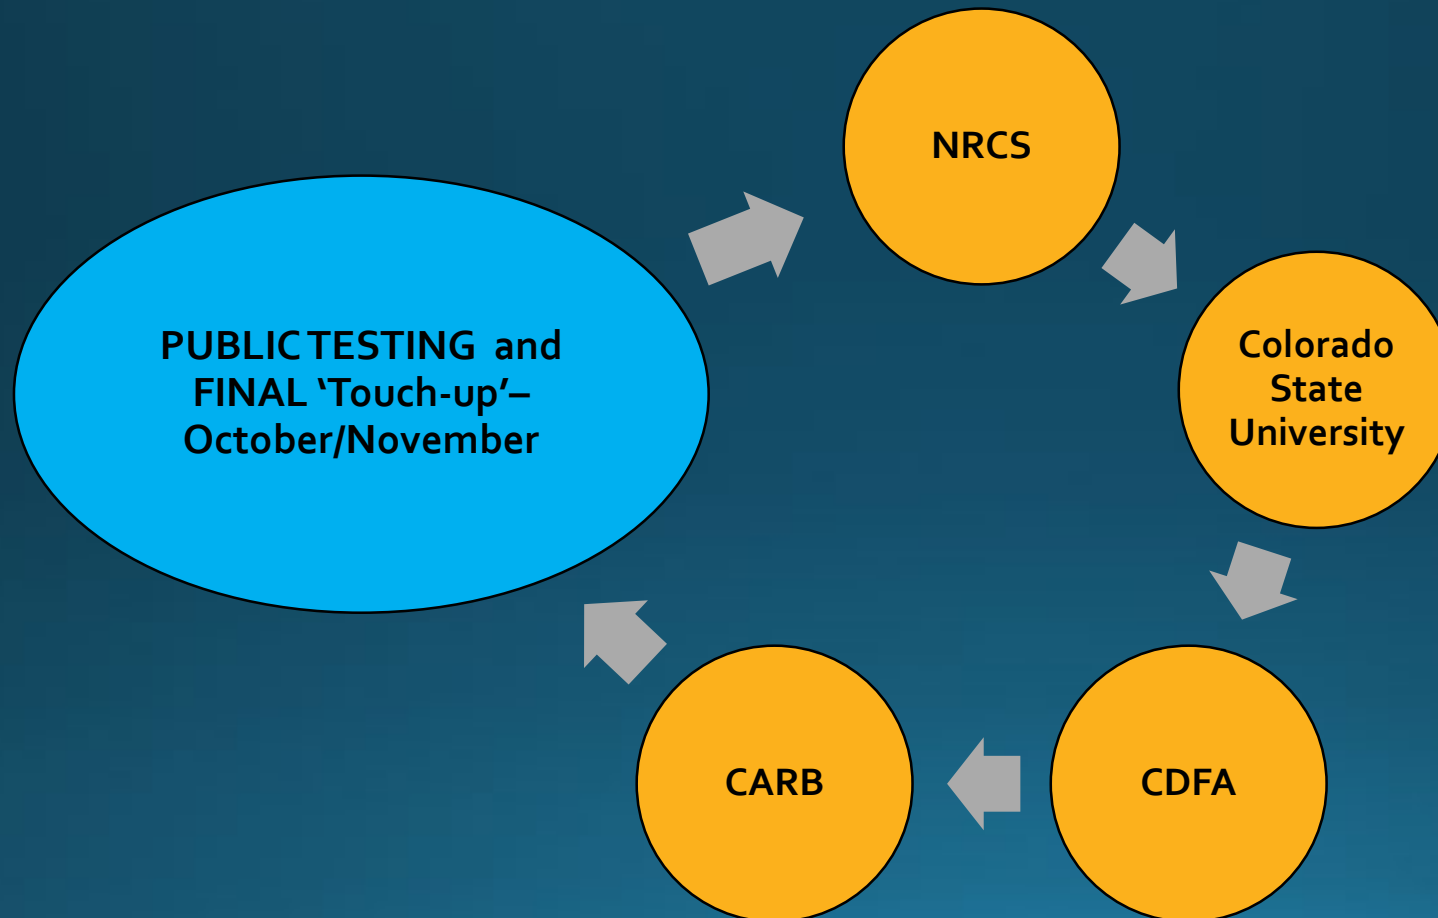 NRCS
PUBLIC TESTING and
FINAL ‘Touch-up’–
October/November
Colorado
State
University
CARB
CDFA